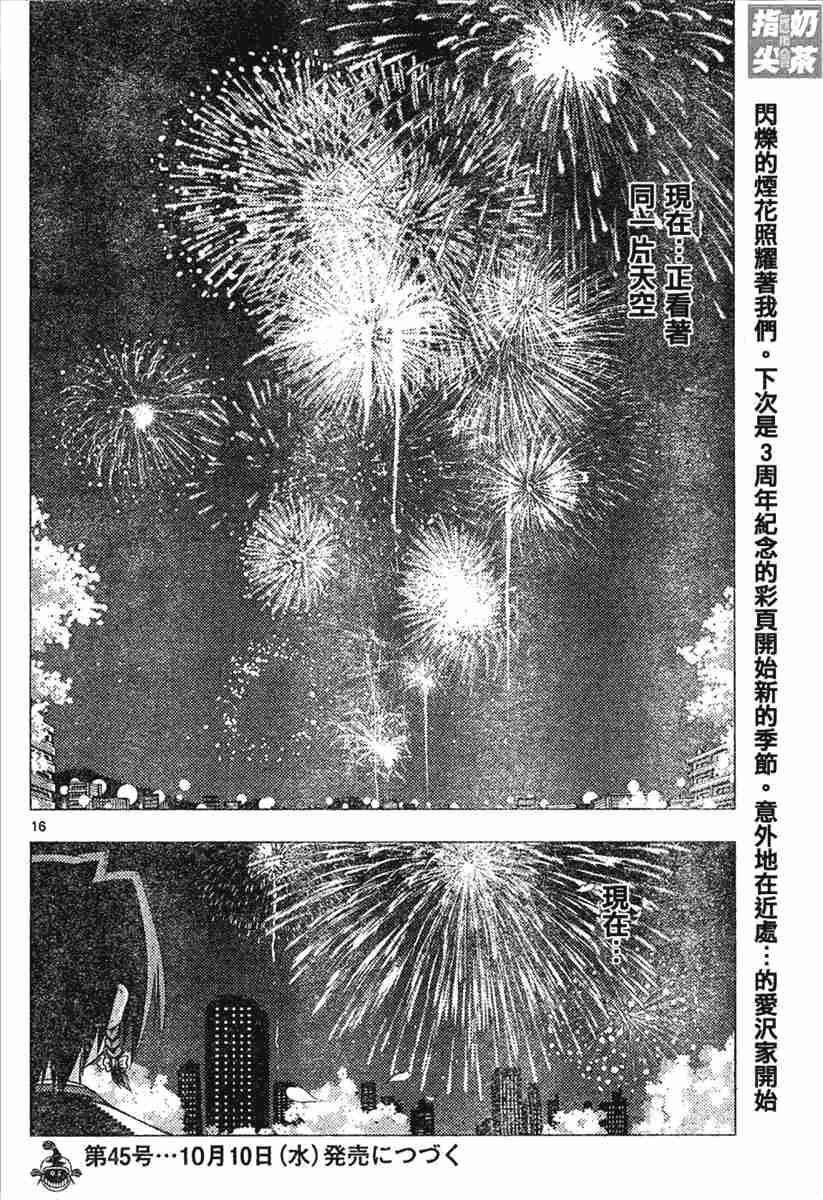 奶茶
指尖
閃爍的煙花照耀著我們。下次是3周年紀念的彩頁開始新的季節。意外地在近處…的愛沢家開始
現在…正看著
同一片天空
16
現在…
第45号…10月10日(水)発売につづく